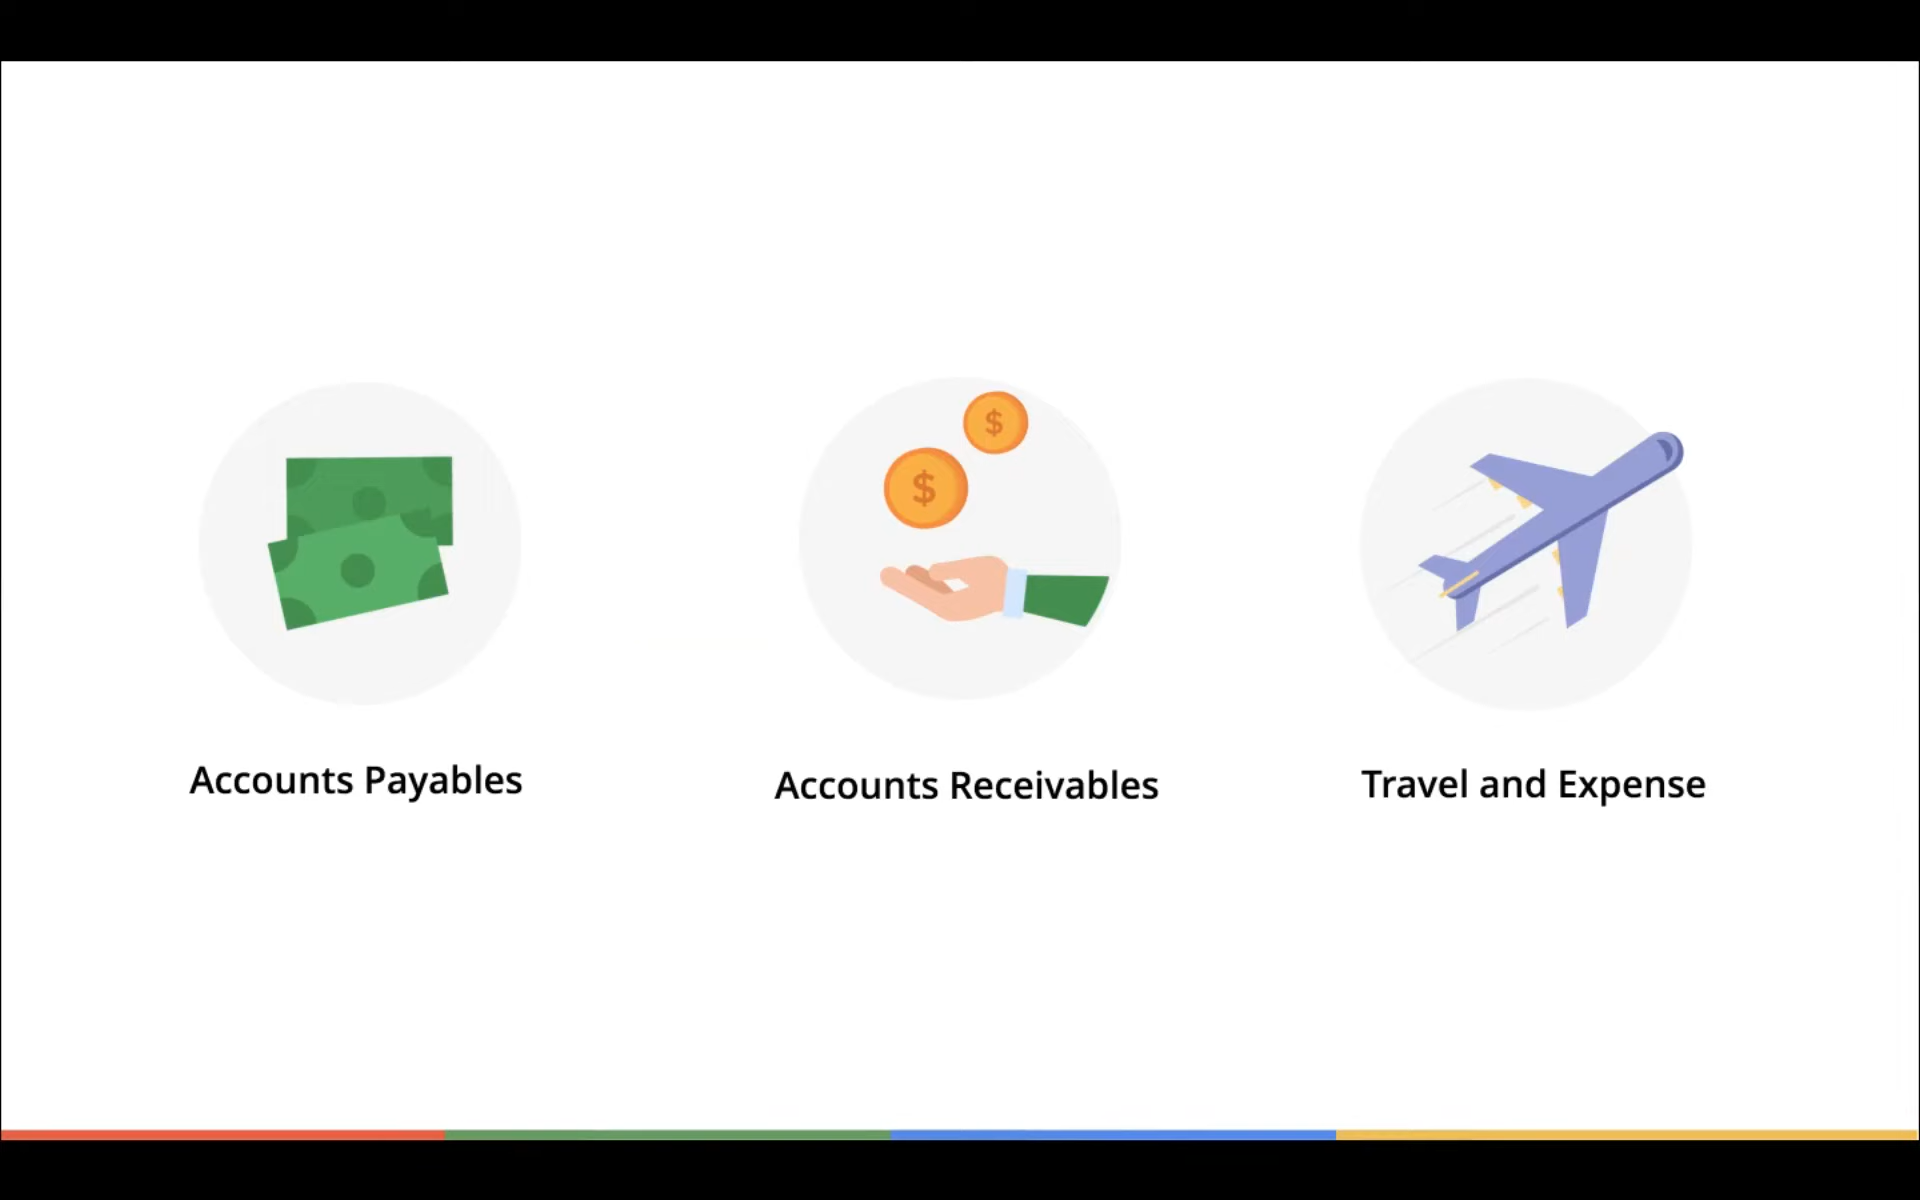 $
$
Accounts Payables
Accounts Receivables
Travel and Expense